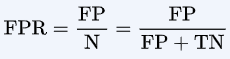 FPR = FP / N = FP / (FP + TN)